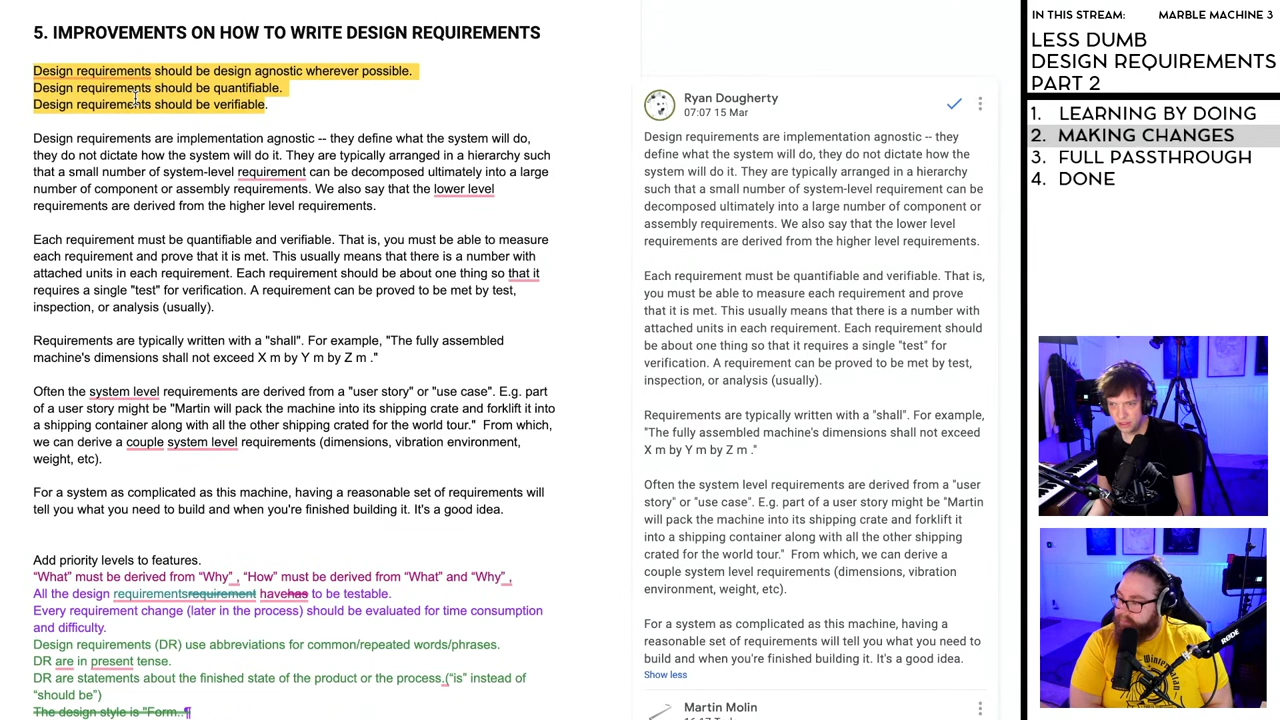 5. IMPROVEMENTS ON HOW TO WRITE DESIGN REQUIREMENTS
Design requirements should be design agnostic wherever possible.
Design requirements should be quantifiable.
Design requirements should be verifiable.
Design requirements are implementation agnostic -- they define what the system will do,
they do not dictate how the system will do it. They are typically arranged in a hierarchy such
that a small number of system-level requirement can be decomposed ultimately into a large
number of component or assembly requirements. We also say that the lower level
requirements are derived from the higher level requirements.
Each requirement must be quantifiable and verifiable. That is, you must be able to measure
each requirement and prove that it is met. This usually means that there is a number with
attached units in each requirement. Each requirement should be about one thing so that it
requires a single "test" for verification. A requirement can be proved to be met by test,
inspection, or analysis (usually).
Requirements are typically written with a "shall". For example, "The fully assembled
machine's dimensions shall not exceed X m by Y m by Z m ."
Often the system level requirements are derived from a "user story" or "use case". E.g. part
of a user story might be "Martin will pack the machine into its shipping crate and forklift it into
a shipping container along with all the other shipping crated for the world tour."  From which,
we can derive a couple system level requirements (dimensions, vibration environment,
weight, etc).
For a system as complicated as this machine, having a reasonable set of requirements will
tell you what you need to build and when you're finished building it. It's a good idea.
Add priority levels to features.
“What” must be derived from “Why” , “How” must be derived from “What” and “Why” ,
All the design requirementsrequirement havehas to be testable.
Every requirement change (later in the process) should be evaluated for time consumption
and difficulty.
Design requirements (DR) use abbreviations for common/repeated words/phrases.
DR are in present tense.
DR are statements about the finished state of the product or the process.(“is” instead of
“should be”)
The design style is “Form..¶
Ryan Dougherty
07:07 15 Mar
Design requirements are implementation agnostic -- they
define what the system will do, they do not dictate how the
system will do it. They are typically arranged in a hierarchy
such that a small number of system-level requirement can be
decomposed ultimately into a large number of component or
assembly requirements. We also say that the lower level
requirements are derived from the higher level requirements.
Each requirement must be quantifiable and verifiable. That is,
you must be able to measure each requirement and prove
that it is met. This usually means that there is a number with
attached units in each requirement. Each requirement should
be about one thing so that it requires a single "test" for
verification. A requirement can be proved to be met by test,
inspection, or analysis (usually).
Requirements are typically written with a "shall". For example,
"The fully assembled machine's dimensions shall not exceed
X m by Y m by Z m ."
Often the system level requirements are derived from a "user
story" or "use case". E.g. part of a user story might be "Martin
will pack the machine into its shipping crate and forklift it
into a shipping container along with all the other shipping
crated for the world tour."  From which, we can derive a
couple system level requirements (dimensions, vibration
environment, weight, etc).
For a system as complicated as this machine, having a
reasonable set of requirements will tell you what you need to
build and when you're finished building it. It's a good idea.
Show less
Martin Molin
IN THIS STREAM: MARBLE MACHINE 3
LESS DUMB
DESIGN REQUIREMENTS
PART 2
1. LEARNING BY DOING
2. MAKING CHANGES
3. FULL PASSTHROUGH
4. DONE
RØDE